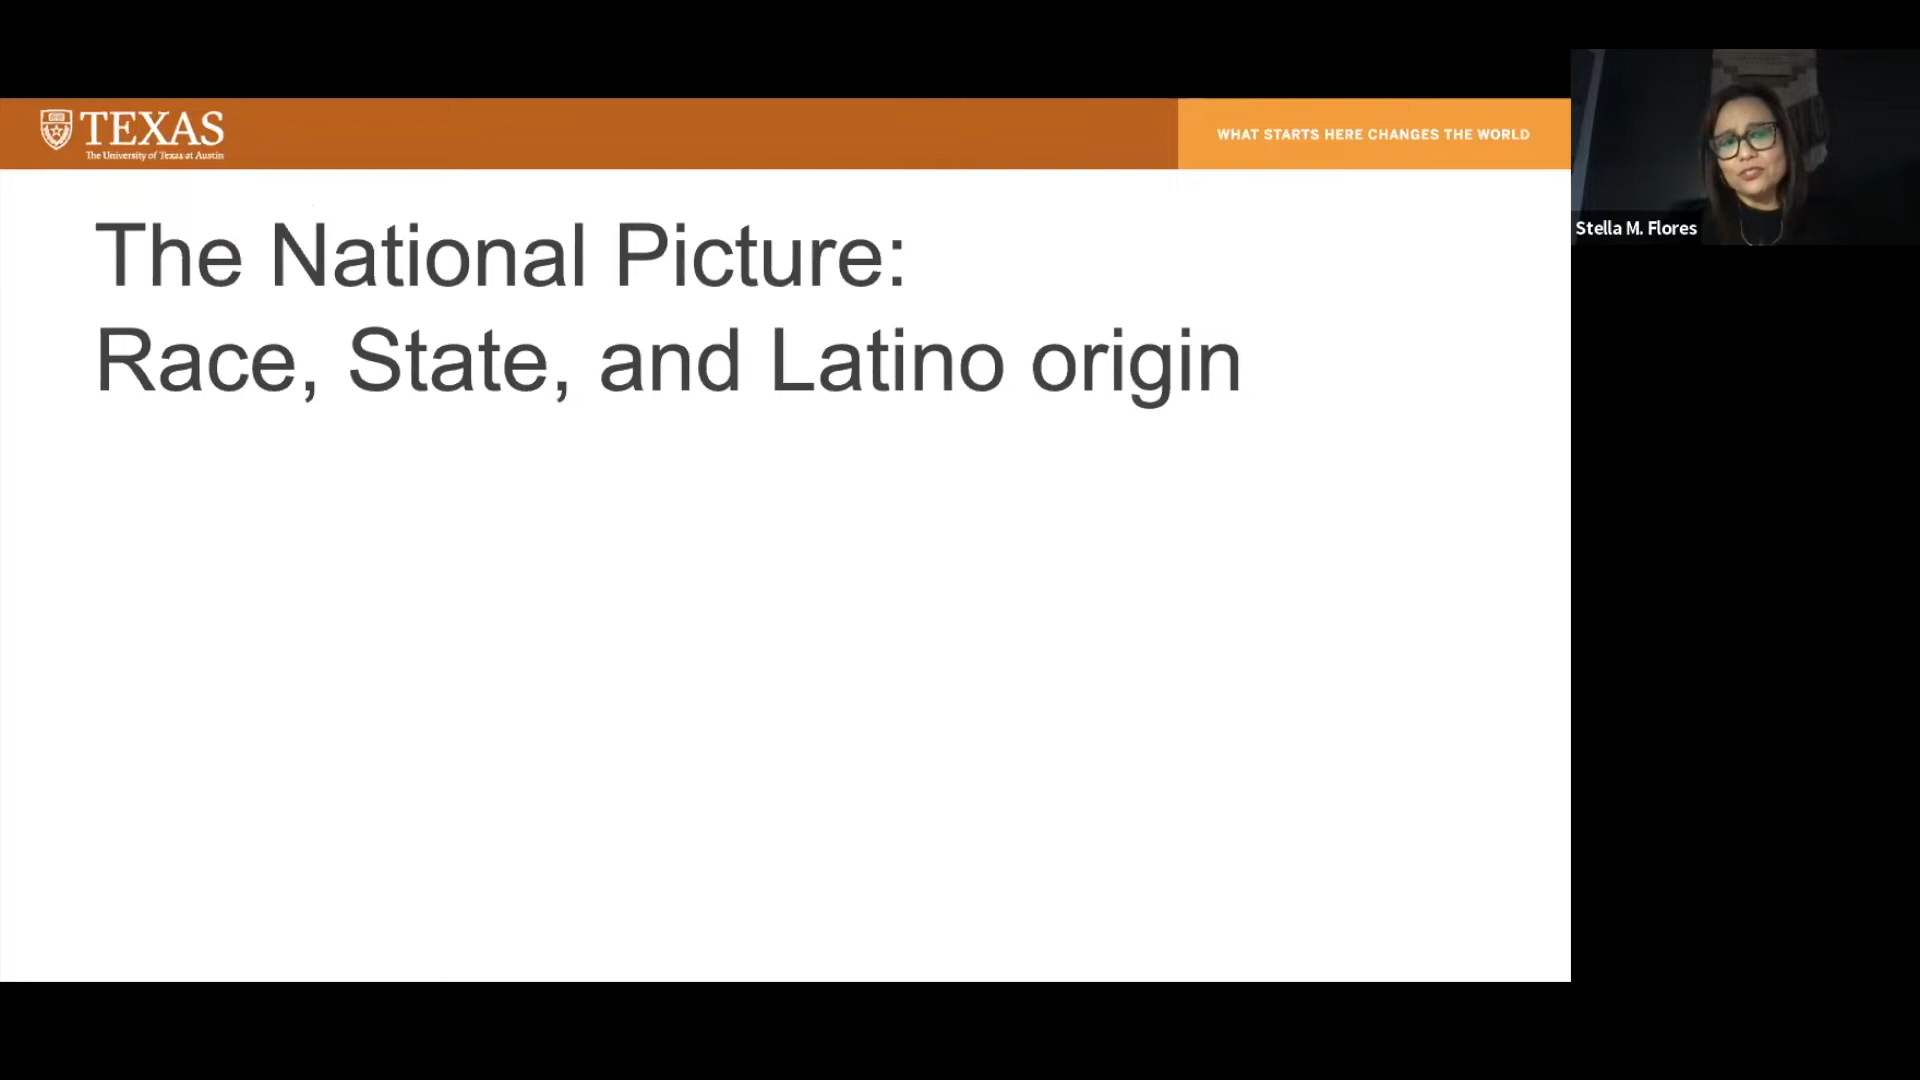 TEXAS
The University of Texas at Austin
WHAT STARTS HERE CHANGES THE WORLD
The National Picture:
Race, State, and Latino origin
Stella M. Flores